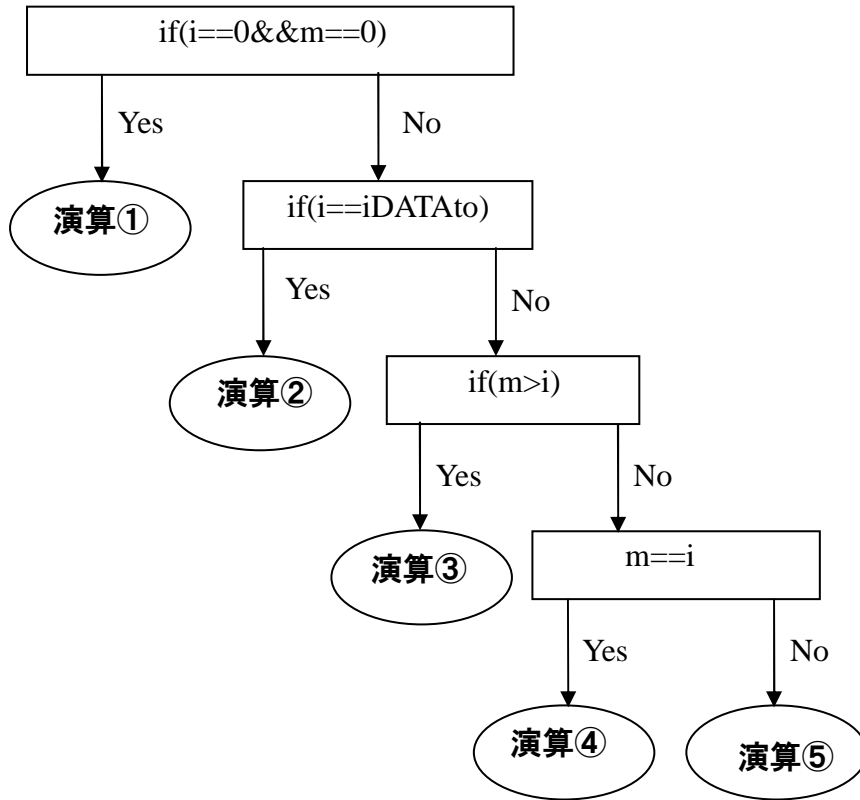 if(i==0&&m==0)
Yes
No
演算①
if(i==iDATAto)
Yes
No
演算②
if(m>i)
Yes
No
演算③
m==i
Yes
No
演算④
演算⑤